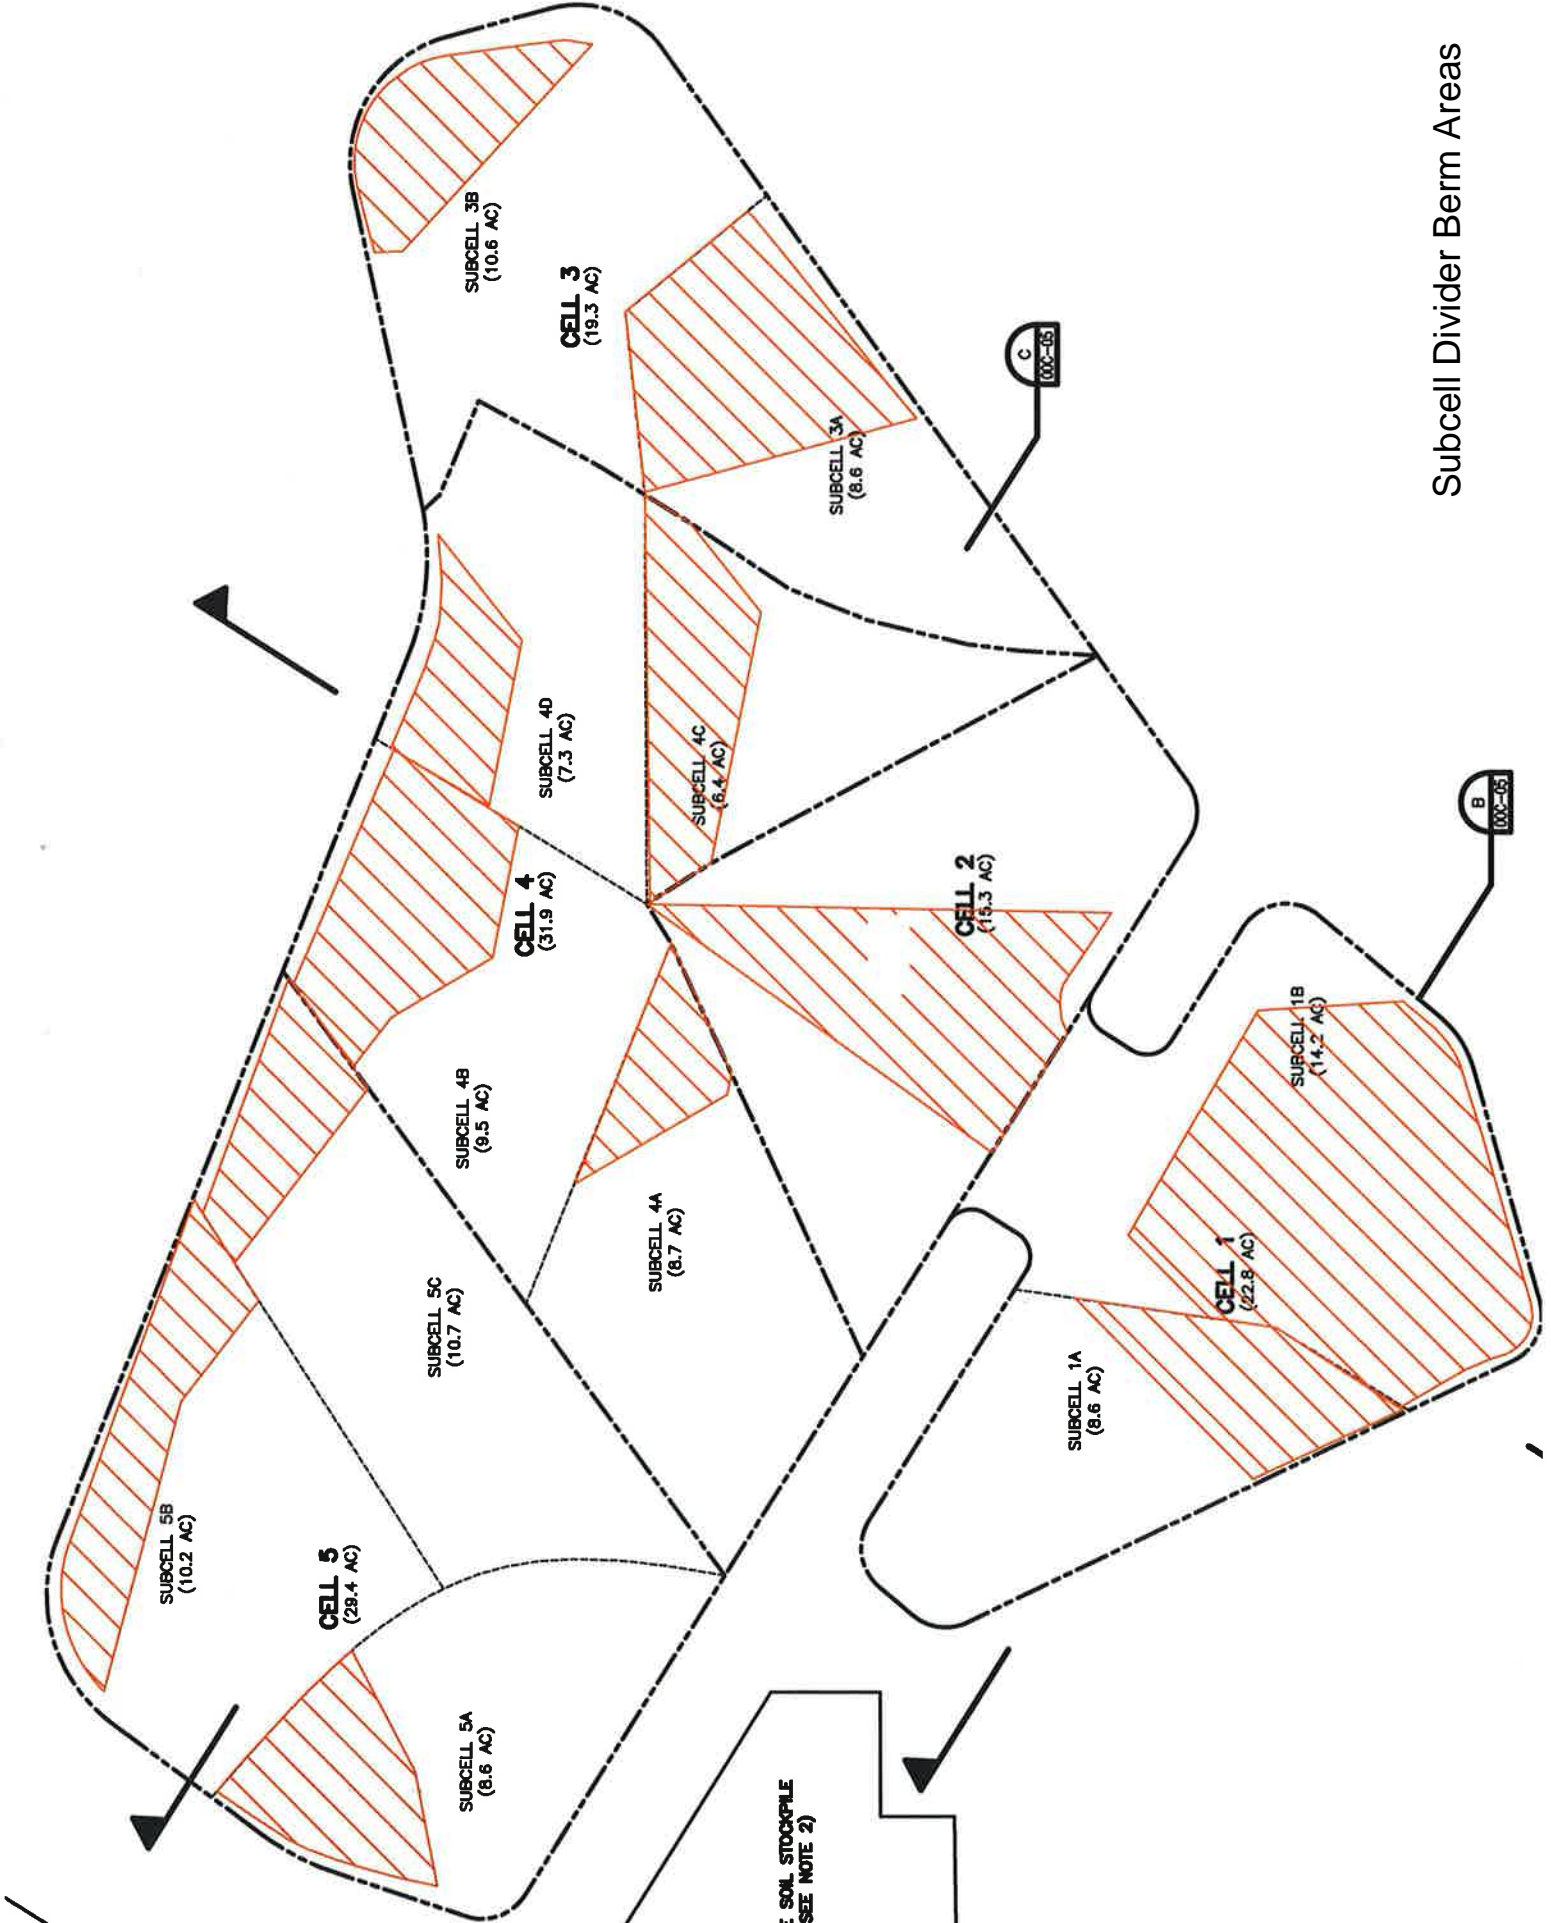 SUBCELL 3B
(10.6 AC)
CELL 3
(19.3 AC)
SUBCELL 3A
(8.6 AC)
C
00C-05
SUBCELL 4D
(7.3 AC)
SUBCELL 4C
(6.4 AC)
CELL 4
(31.9 AC)
CELL 2
(15.3 AC)
B
00C-05
SUBCELL 4B
(9.5 AC)
SUBCELL 4A
(8.7 AC)
SUBCELL 1B
(14.2 AC)
CELL 1
(22.8 AC)
SUBCELL 1A
(8.6 AC)
SUBCELL 5C
(10.7 AC)
SUBCELL 5B
(10.2 AC)
CELL 5
(29.4 AC)
SUBCELL 5A
(8.6 AC)
SOIL STOCKPILE
SEE NOTE 2)
Subcell Divider Berm Areas